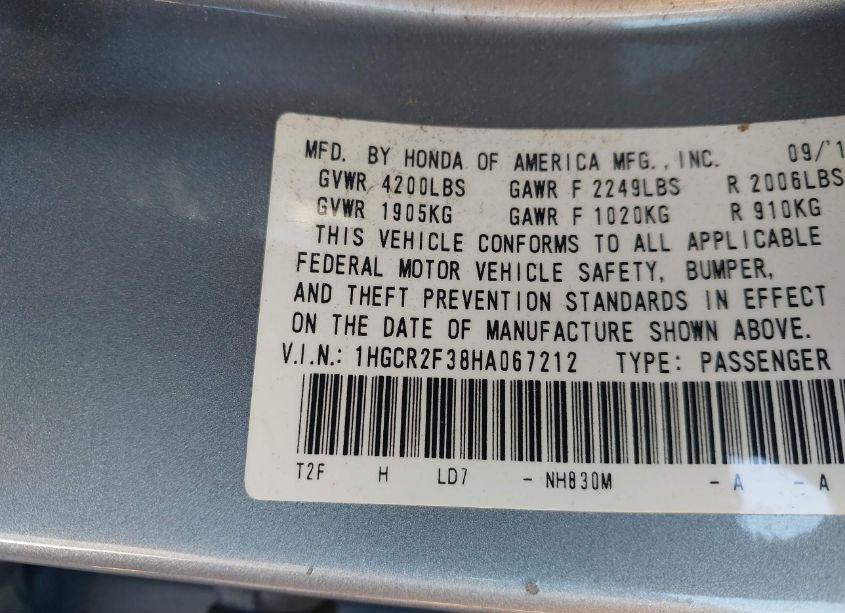 MFD. BY HONDA OF AMERICA MFG., INC. 09/'1
GVWR 4200LBS GAWR F 2249LBS R 2006LBS
GVWR 1905KG GAWR F 1020KG R 910KG
THIS VEHICLE CONFORMS TO ALL APPLICABLE
FEDERAL MOTOR VEHICLE SAFETY, BUMPER,
AND THEFT PREVENTION STANDARDS IN EFFECT
ON THE DATE OF MANUFACTURE SHOWN ABOVE.
V.I.N.: 1HGCR2F38HA067212 TYPE: PASSENGER
T2F H LD7 - NH830M - A - A